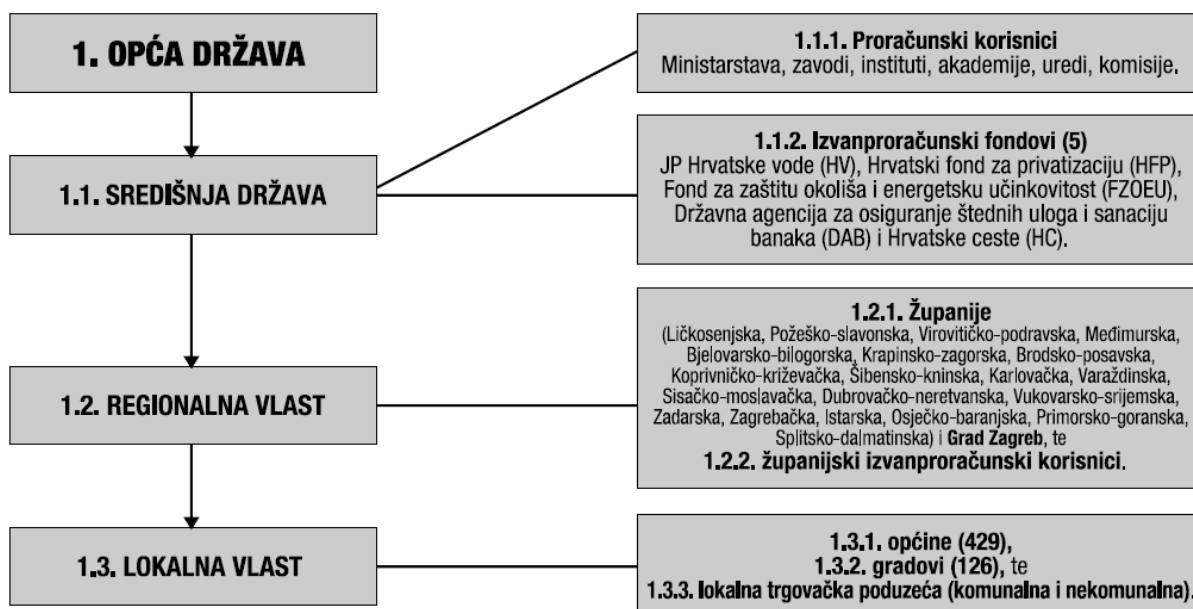 1. OPĆA DRŽAVA
1.1.1. Proračunski korisnici
Ministarstava, zavodi, instituti, akademije, uredi, komisije.
1.1. SREDIŠNJA DRŽAVA
1.1.2. Izvanproračunski fondovi (5)
JP Hrvatske vode (HV), Hrvatski fond za privatizaciju (HFP),
Fond za zaštitu okoliša i energetsku učinkovitost (FZOEU),
Državna agencija za osiguranje štednih uloga i sanaciju
banaka (DAB) i Hrvatske ceste (HC).
1.2. REGIONALNA VLAST
1.2.1. Županije
(Ličkosenjska, Požeško-slavonska, Virovitičko-podravska, Međimurska,
Bjelovarsko-bilogorska, Krapinsko-zagorska, Brodsko-posavska,
Koprivničko-križevačka, Šibensko-kninska, Karlovačka, Varaždinska,
Sisačko-moslavačka, Dubrovačko-neretvanska, Vukovarsko-srijemska,
Zadarska, Zagrebačka, Istarska, Osječko-baranjska, Primorsko-goranska,
Splitsko-dalmatinska) i Grad Zagreb, te
1.2.2. županijski izvanproračunski korisnici.
1.3. LOKALNA VLAST
1.3.1. općine (429),
1.3.2. gradovi (126), te
1.3.3. lokalna trgovačka poduzeća (komunalna i nekomunalna).